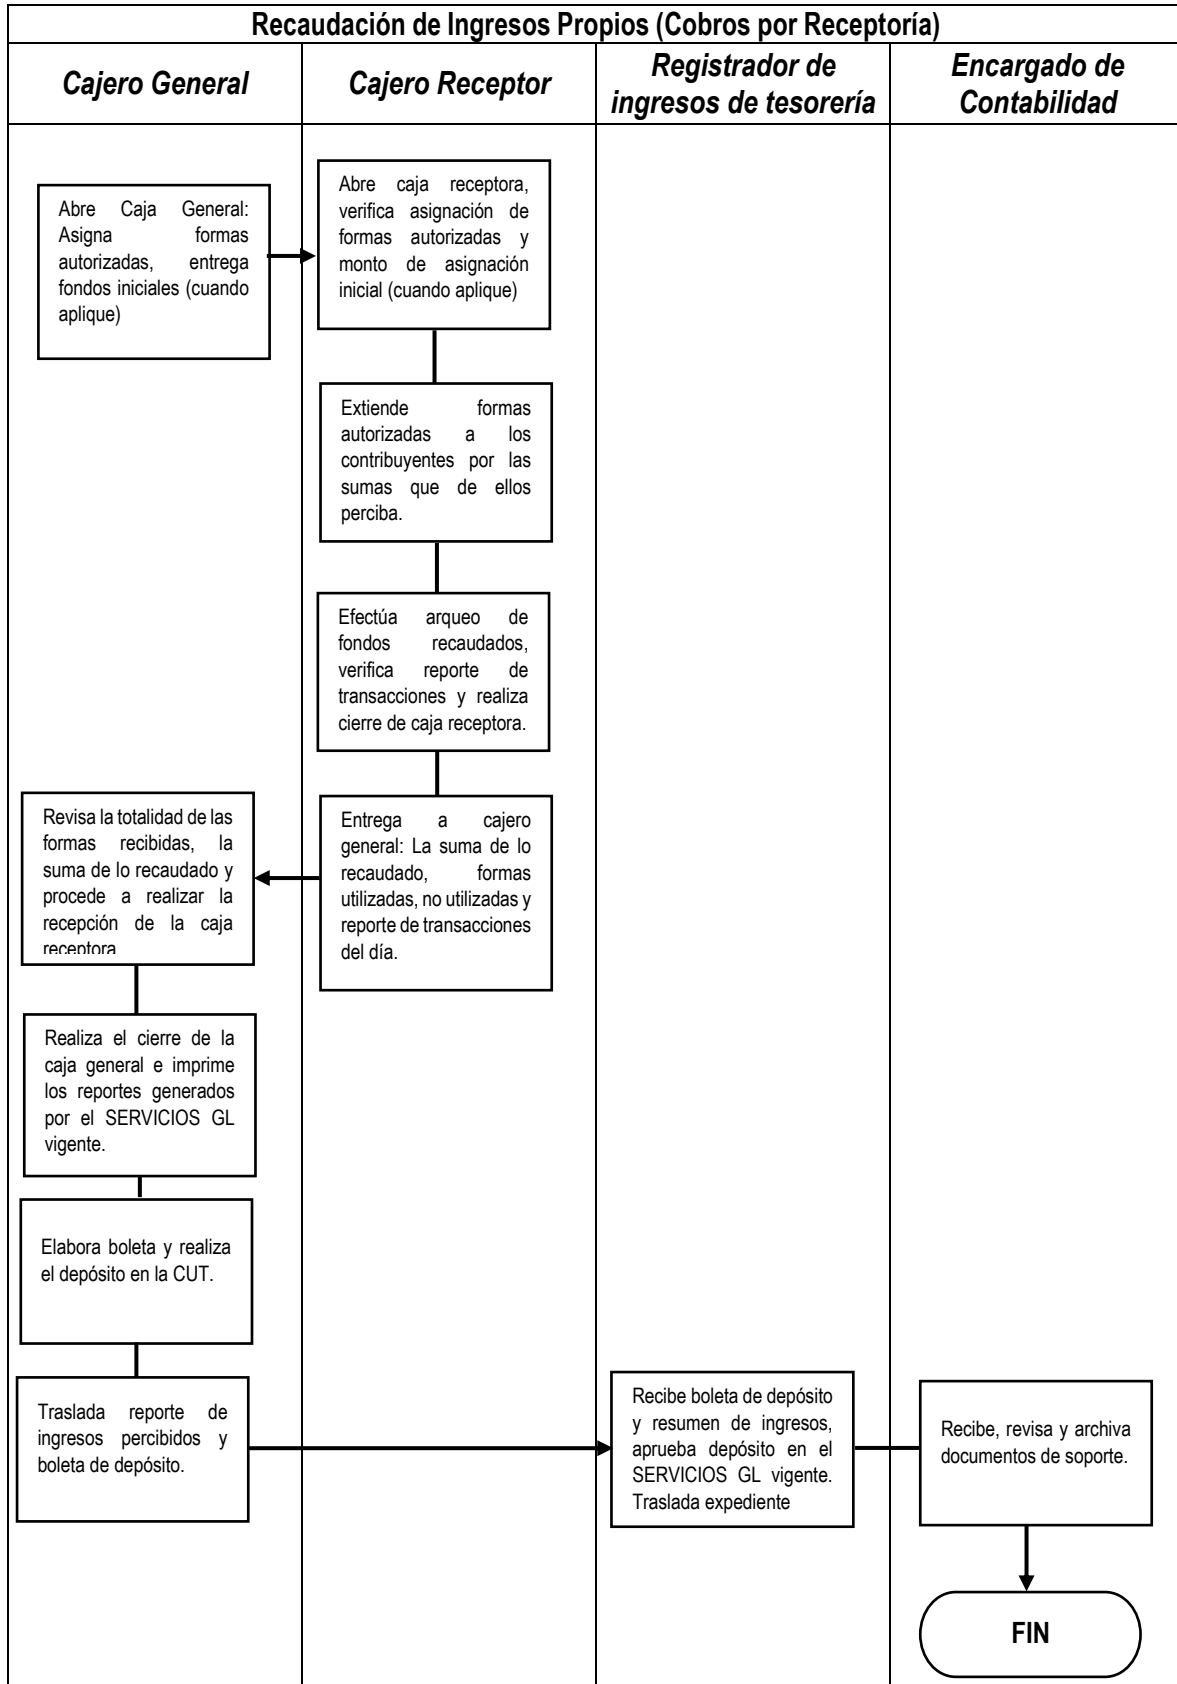 Recaudación de Ingresos Propios (Cobros por Receptoría)
Cajero General
Cajero Receptor
Registrador de
ingresos de tesorería
Encargado de
Contabilidad
Abre Caja General:
Asigna formas
autorizadas, entrega
fondos iniciales (cuando
aplique)
Abre caja receptora,
verifica asignación de
formas autorizadas y
monto de asignación
inicial (cuando aplique)
Extiende formas
autorizadas a los
contribuyentes por las
sumas que de ellos
perciba.
Efectúa arqueo de
fondos recaudados,
verifica reporte de
transacciones y realiza
cierre de caja receptora.
Entrega a cajero
general: La suma de lo
recaudado, formas
utilizadas, no utilizadas y
reporte de transacciones
del día.
Revisa la totalidad de las
formas recibidas, la
suma de lo recaudado y
procede a realizar la
recepción de la caja
receptora
Realiza el cierre de la
caja general e imprime
los reportes generados
por el SERVICIOS GL
vigente.
Elabora boleta y realiza
el depósito en la CUT.
Traslada reporte de
ingresos percibidos y
boleta de depósito.
Recibe boleta de depósito
y resumen de ingresos,
aprueba depósito en el
SERVICIOS GL vigente.
Traslada expediente
Recibe, revisa y archiva
documentos de soporte.
FIN